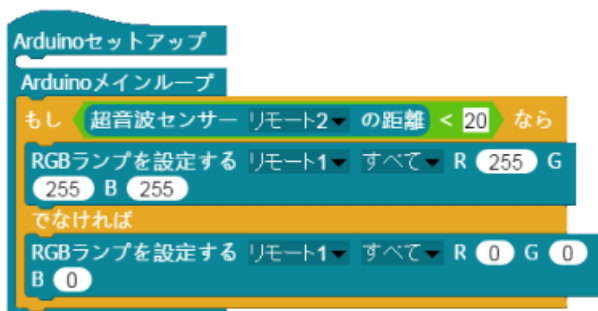 Arduinoセットアップ
Arduinoメインループ
もし 超音波センサー リモート2 の距離 < 20 なら
RGBランプを設定する リモート1 すべて R 255 G
255 B 255
でなければ
RGBランプを設定する リモート1 すべて R 0 G 0
B 0